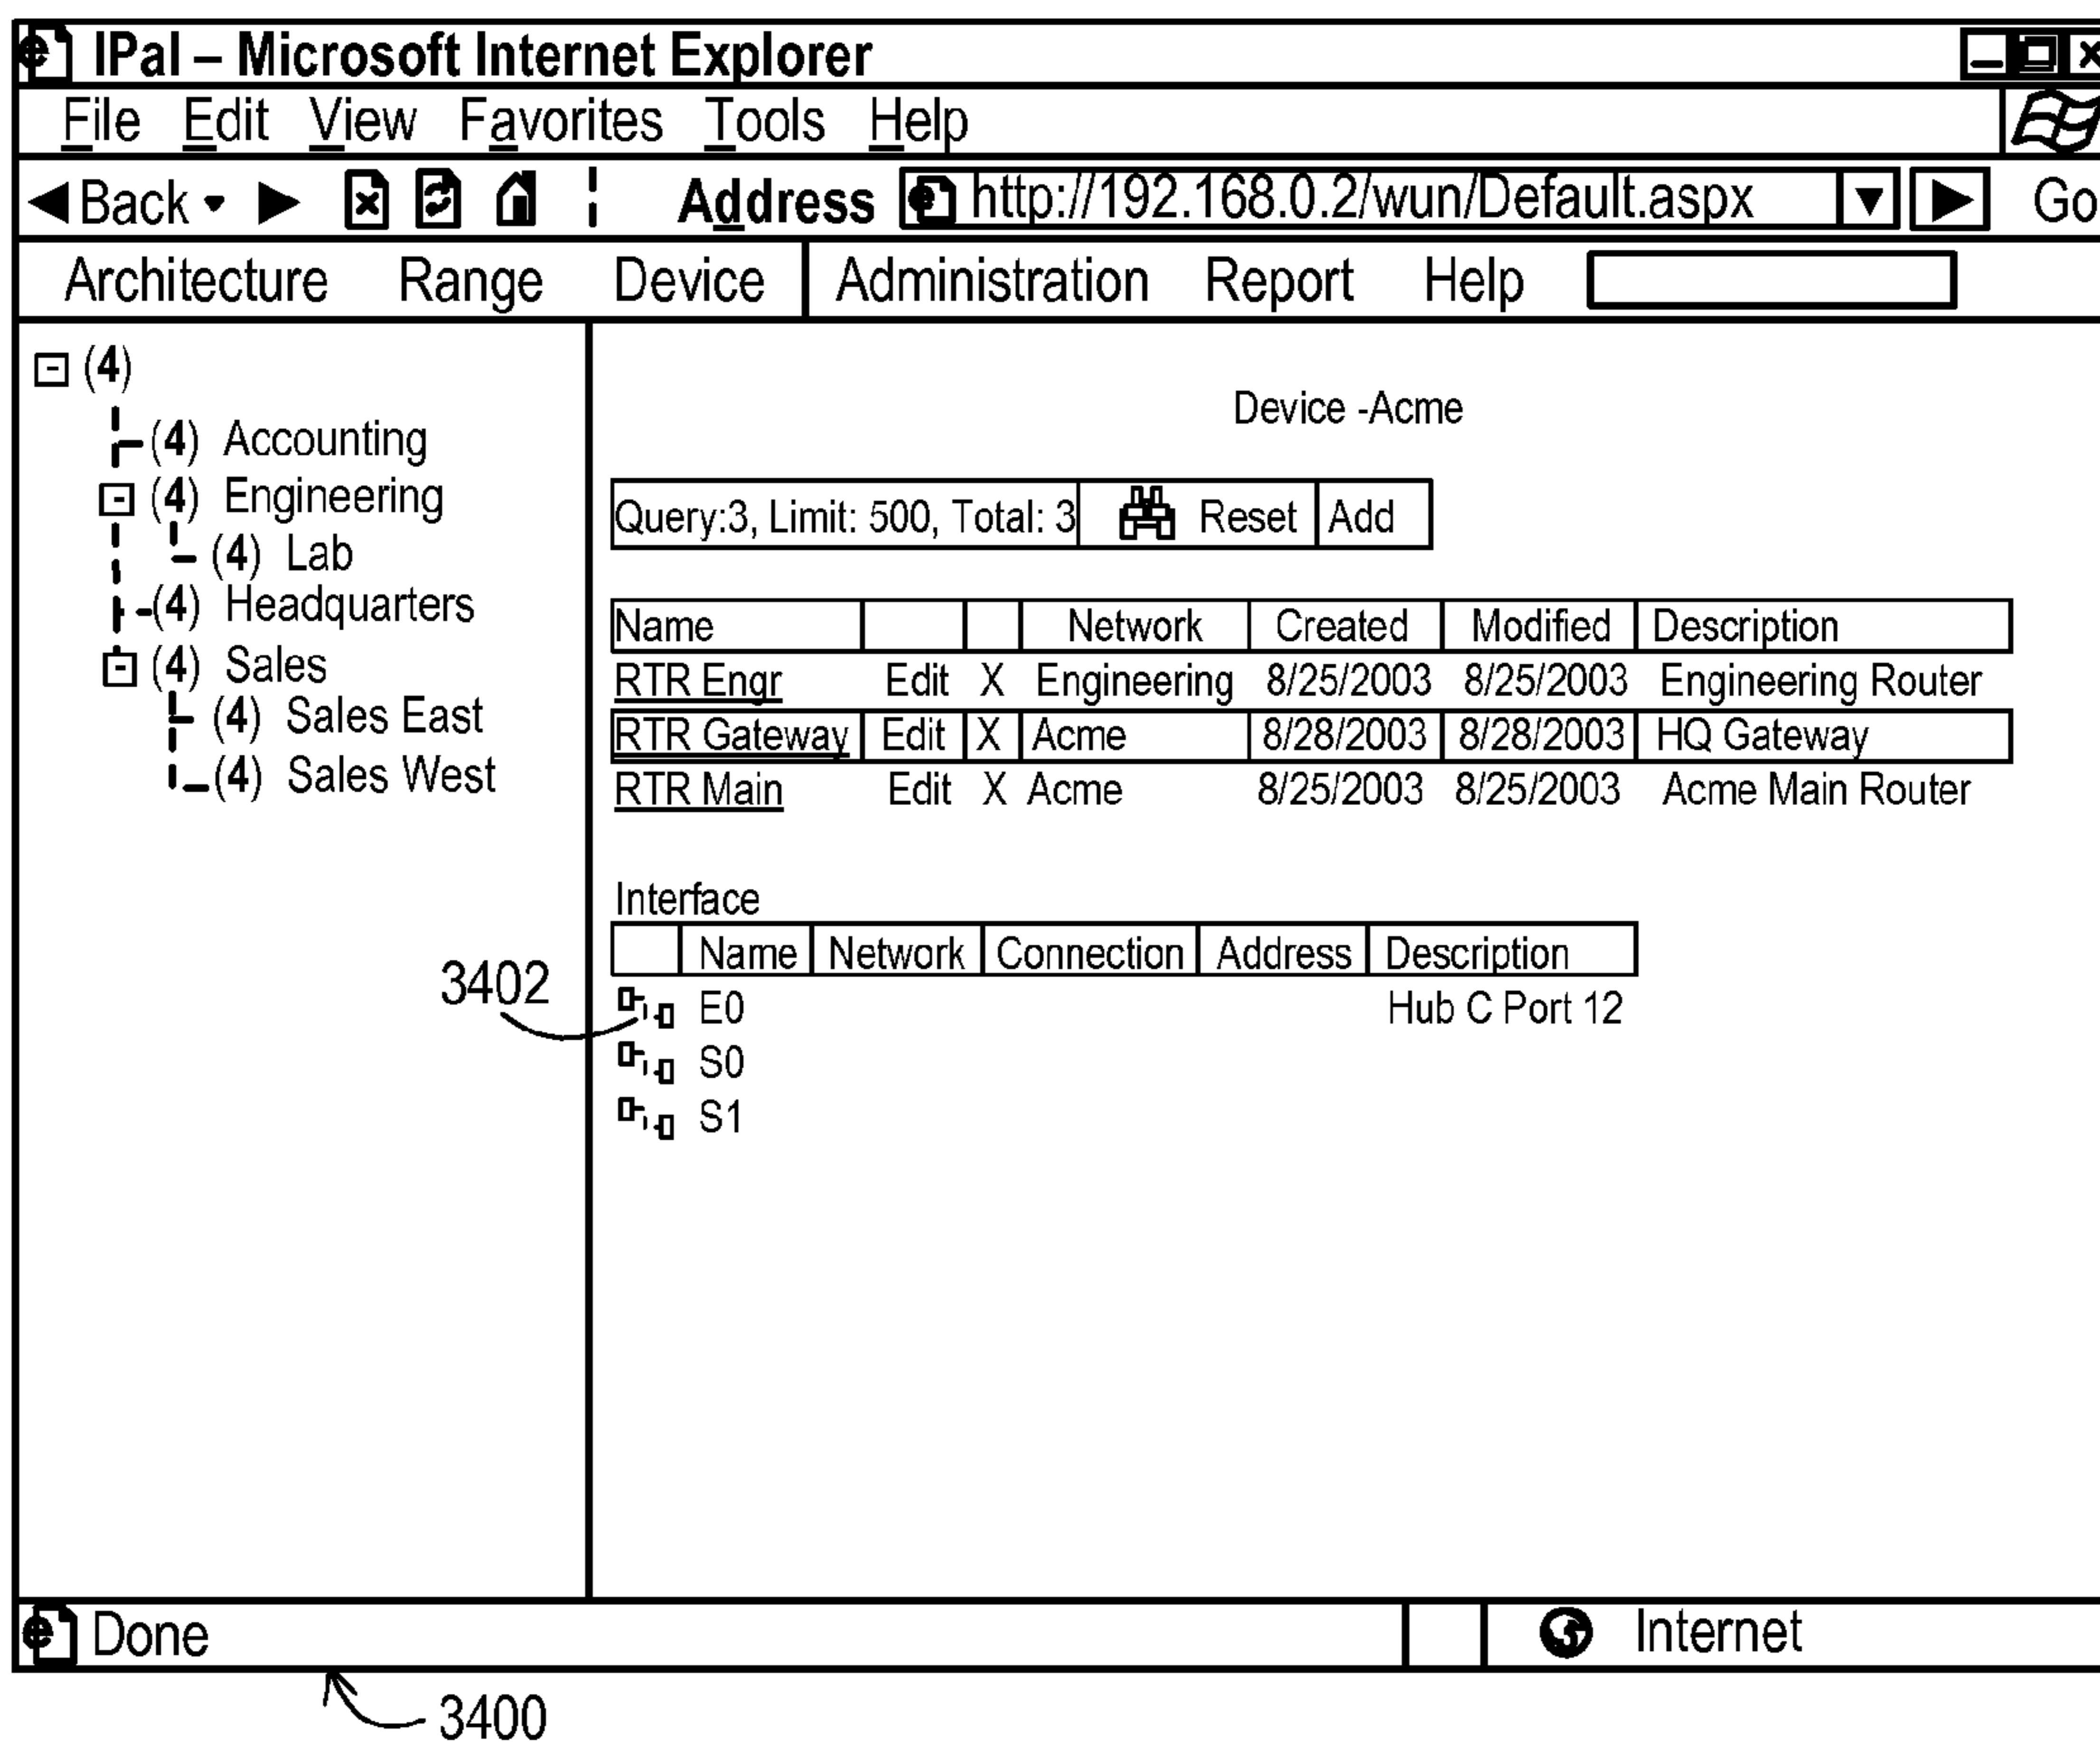 IPal – Microsoft Internet Explorer
File Edit View Favorites Tools Help
Back Address http://192.168.0.2/wun/Default.aspx Go
Architecture Range Device Administration Report Help
(4)
(4) Accounting
(4) Engineering
(4) Lab
(4) Headquarters
(4) Sales
(4) Sales East
(4) Sales West
Device -Acme
Query:3, Limit: 500, Total: 3 Reset Add
Name Network Created Modified Description
RTR Engr Edit X Engineering 8/25/2003 8/25/2003 Engineering Router
RTR Gateway Edit X Acme 8/28/2003 8/28/2003 HQ Gateway
RTR Main Edit X Acme 8/25/2003 8/25/2003 Acme Main Router
Interface
Name Network Connection Address Description
3402
E0 Hub C Port 12
S0
S1
Done Internet
3400